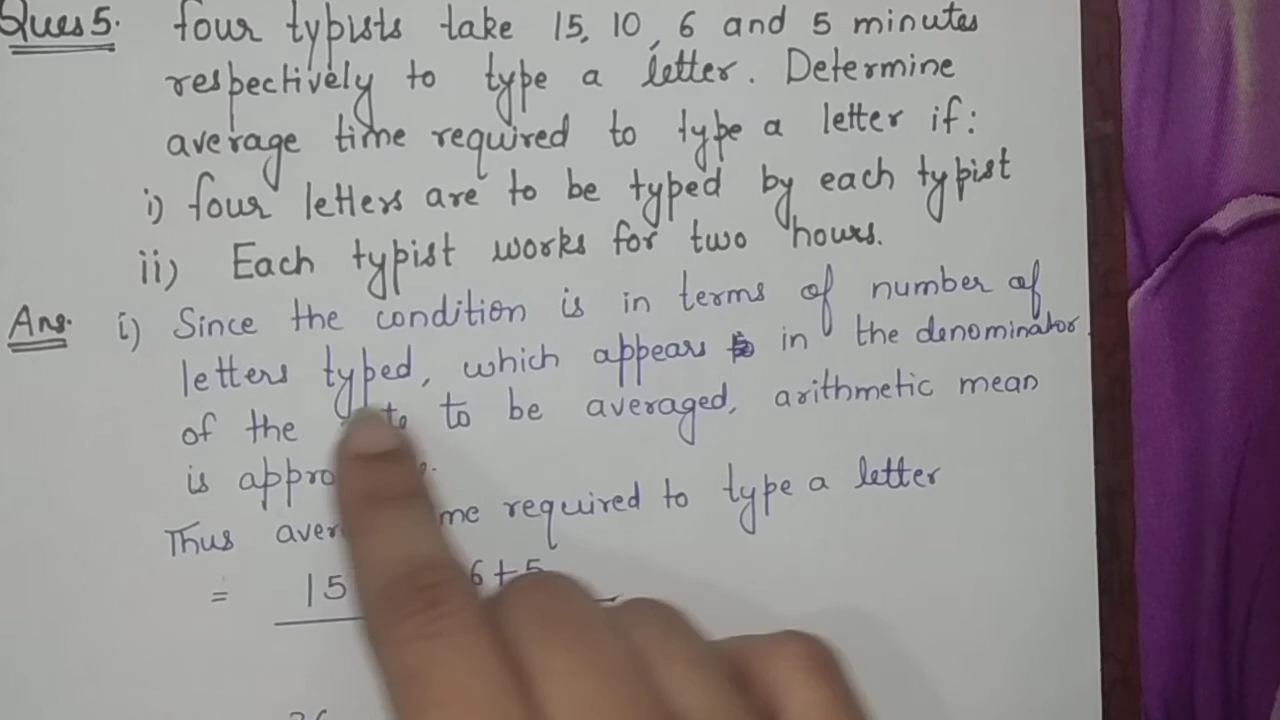 Ques 5. four typists take 15, 10, 6 and 5 minutes
respectively to type a letter. Determine
average time required to type a letter if:
i) four letters are to be typed by each typist
ii) Each typist works for two hours.
Ans. i) Since the condition is in terms of number of
letters typed, which appears in the denominator
of the to be averaged, arithmetic mean
is
Thus required to type a letter
= 15 6+5